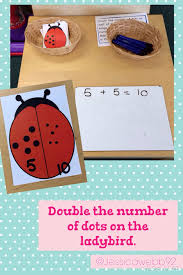 5 + 5 = 10
5 10
Double the number
of dots on the
ladybird.
@Jessicawebb92